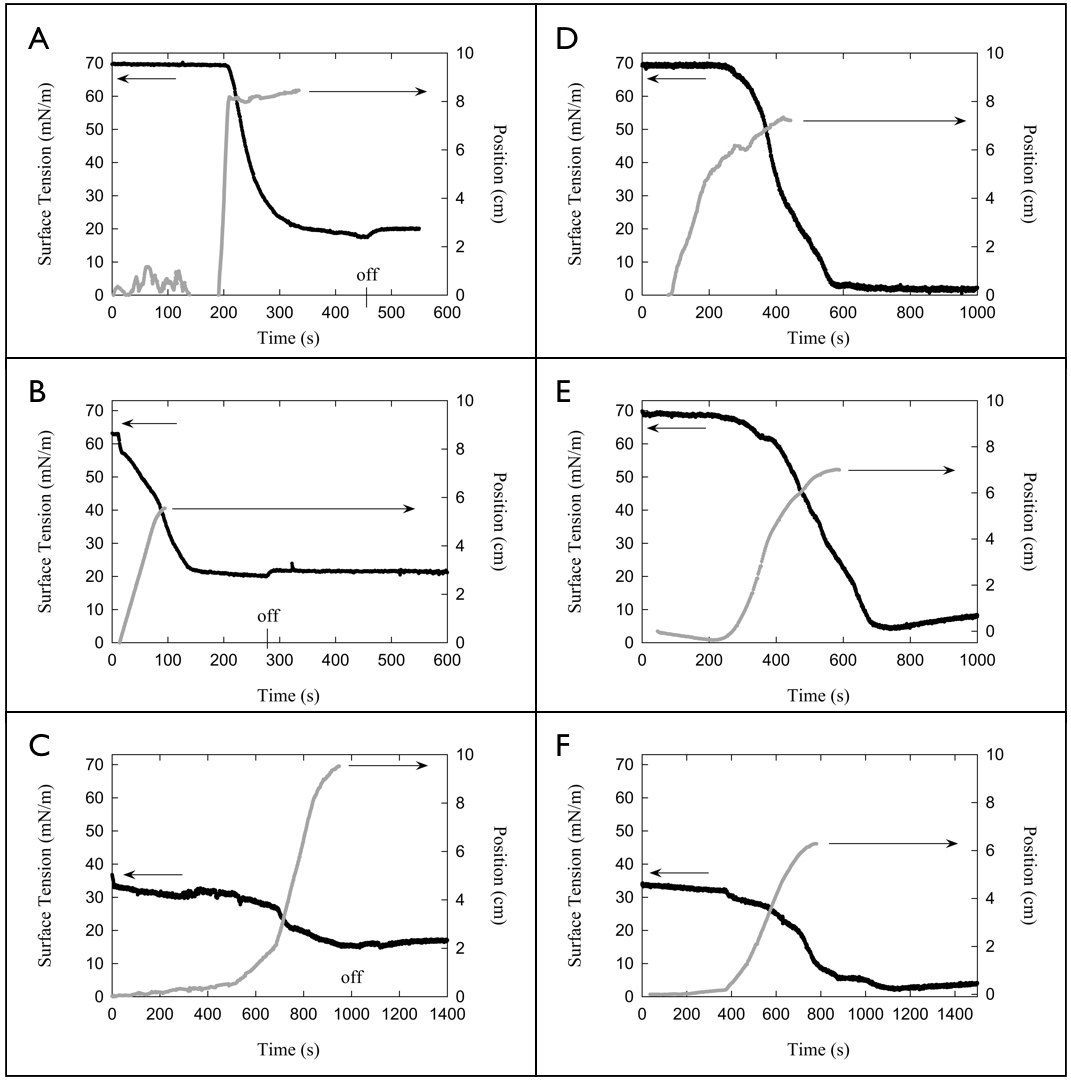 A
D
70
60
50
40
30
20
10
0
10
8
6
4
2
0
Surface Tension (mN/m)
Position (cm)
off
0 100 200 300 400 500 600
Time (s)
70
60
50
40
30
20
10
0
10
8
6
4
2
0
Surface Tension (mN/m)
Position (cm)
0 200 400 600 800 1000
Time (s)
B
E
70
60
50
40
30
20
10
0
10
8
6
4
2
0
Surface Tension (mN/m)
Position (cm)
off
0 100 200 300 400 500 600
Time (s)
70
60
50
40
30
20
10
0
10
8
6
4
2
0
Surface Tension (mN/m)
Position (cm)
0 200 400 600 800 1000
Time (s)
C
F
70
60
50
40
30
20
10
0
10
8
6
4
2
0
Surface Tension (mN/m)
Position (cm)
off
0 200 400 600 800 1000 1200 1400
Time (s)
70
60
50
40
30
20
10
0
10
8
6
4
2
0
Surface Tension (mN/m)
Position (cm)
0 200 400 600 800 1000 1200 1400
Time (s)